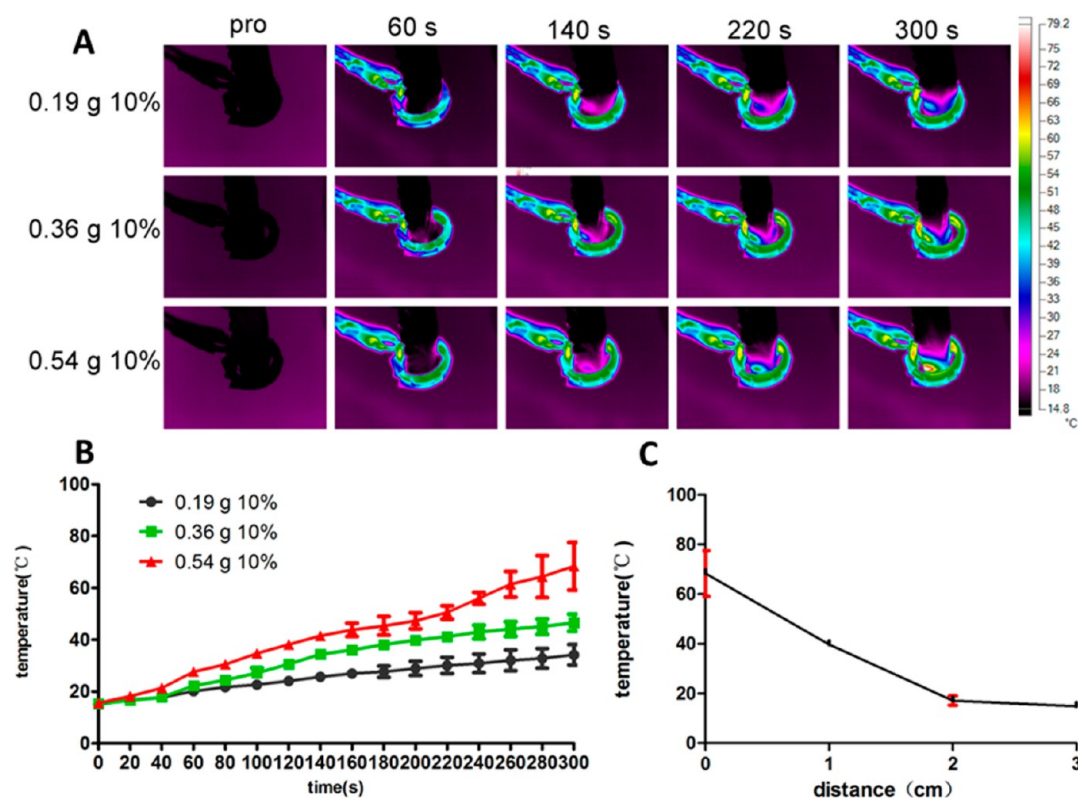 A
pro 60 s 140 s 220 s 300 s
0.19 g 10%
0.36 g 10%
0.54 g 10%
79.2
75
72
69
66
63
60
57
54
51
48
45
42
39
36
33
30
27
24
21
18
14.8
°C
B
100
80
60
40
20
0
temperature(℃)
0.19 g 10%
0.36 g 10%
0.54 g 10%
0 20 40 60 80 100 120 140 160 180 200 220 240 260 280 300
time(s)
C
100
80
60
40
20
0
temperature(℃)
0 1 2 3
distance（cm）